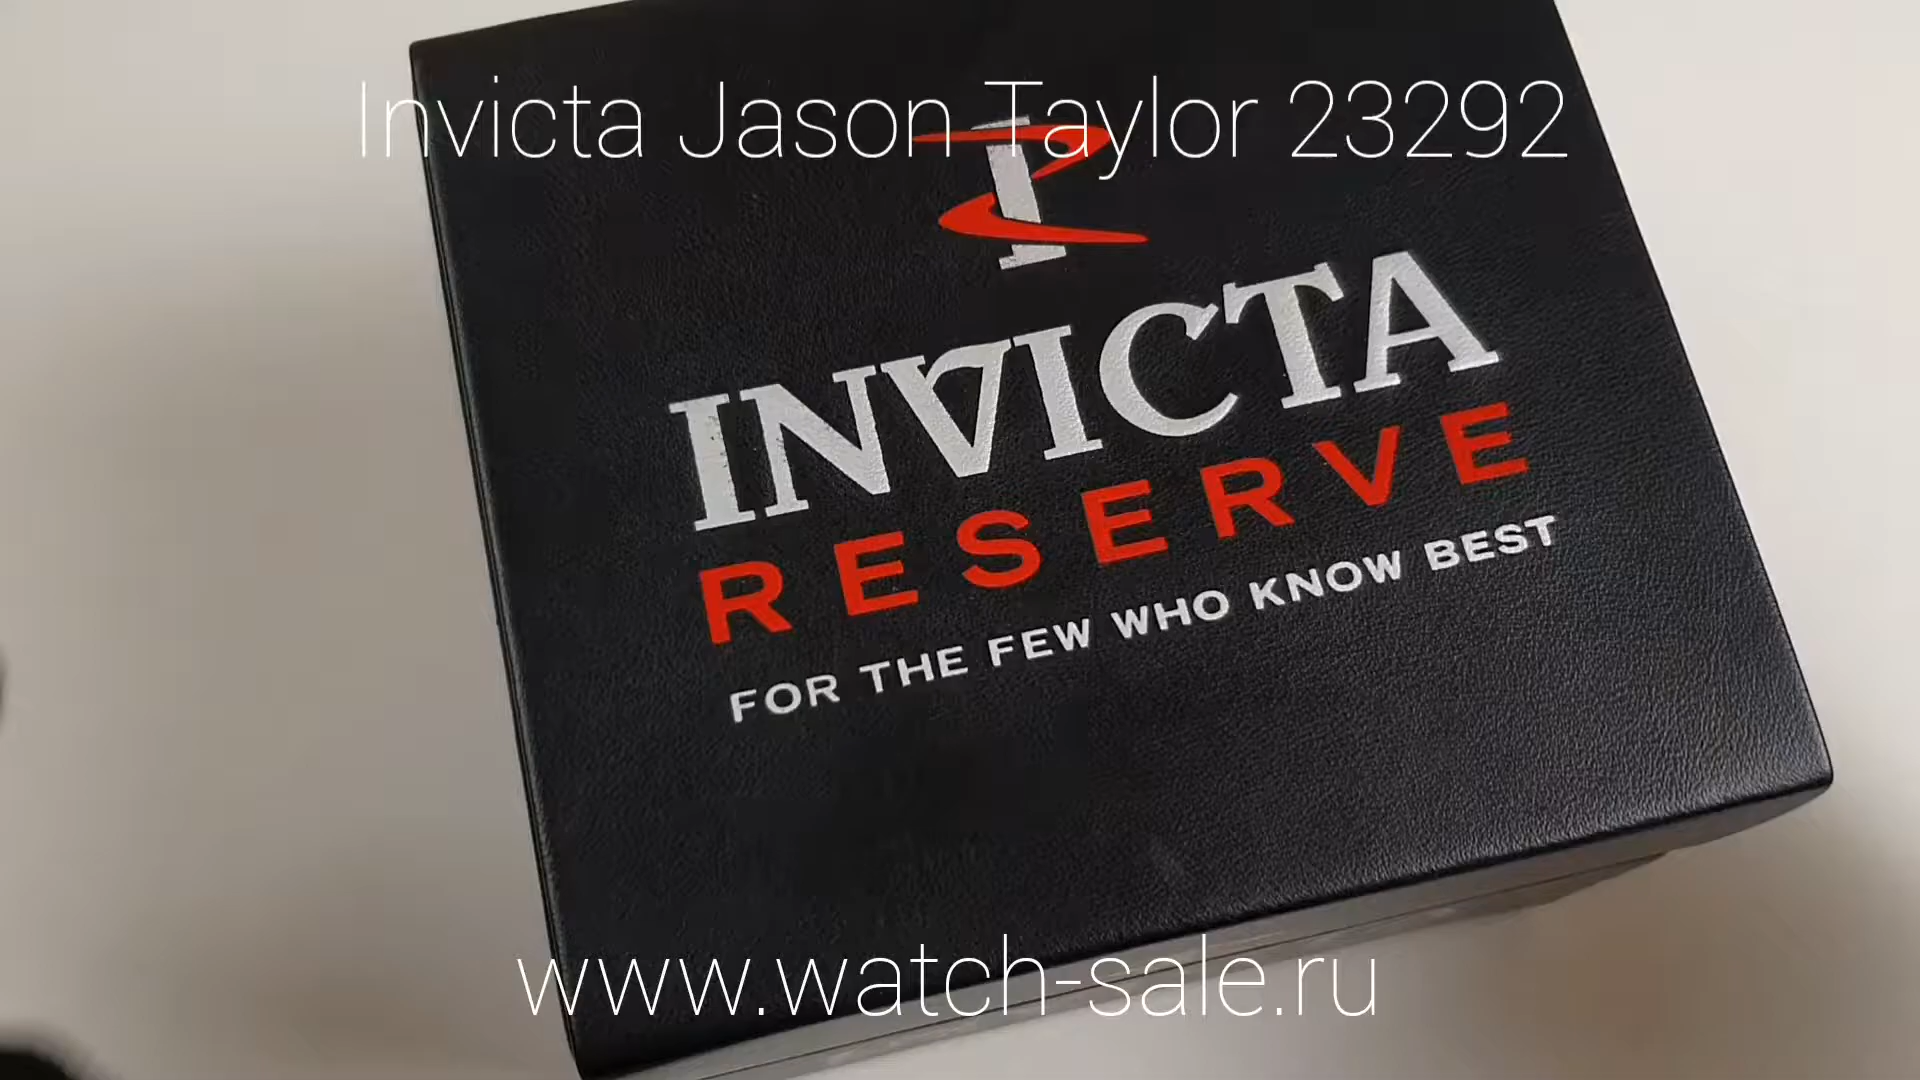 Invicta Jason Taylor 23292
INVICTA
RESERVE
FOR THE FEW WHO KNOW BEST
www.watch-sale.ru